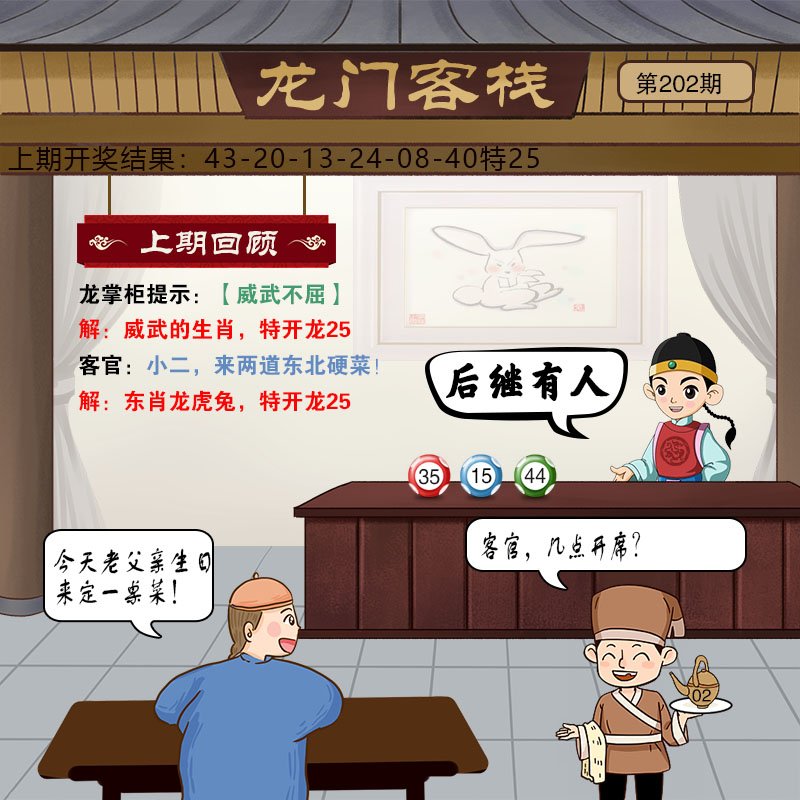 龙门客栈
第202期
上期开奖结果：43-20-13-24-08-40特25
上期回顾
龙掌柜提示：【威武不屈】
解：威武的生肖，特开龙25
客官：小二，来两道东北硬菜！
解：东肖龙虎兔，特开龙25
后继有人
35 15 44
今天老父亲生日
来定一桌菜！
客官，几点开席？
02